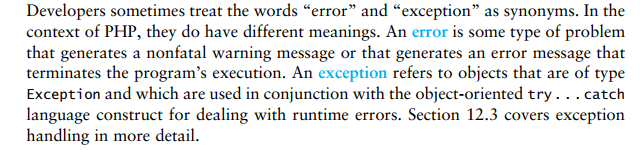 Developers sometimes treat the words “error” and “exception” as synonyms. In the
context of PHP, they do have different meanings. An error is some type of problem
that generates a nonfatal warning message or that generates an error message that
terminates the program’s execution. An exception refers to objects that are of type
Exception and which are used in conjunction with the object-oriented try...catch
language construct for dealing with runtime errors. Section 12.3 covers exception
handling in more detail.